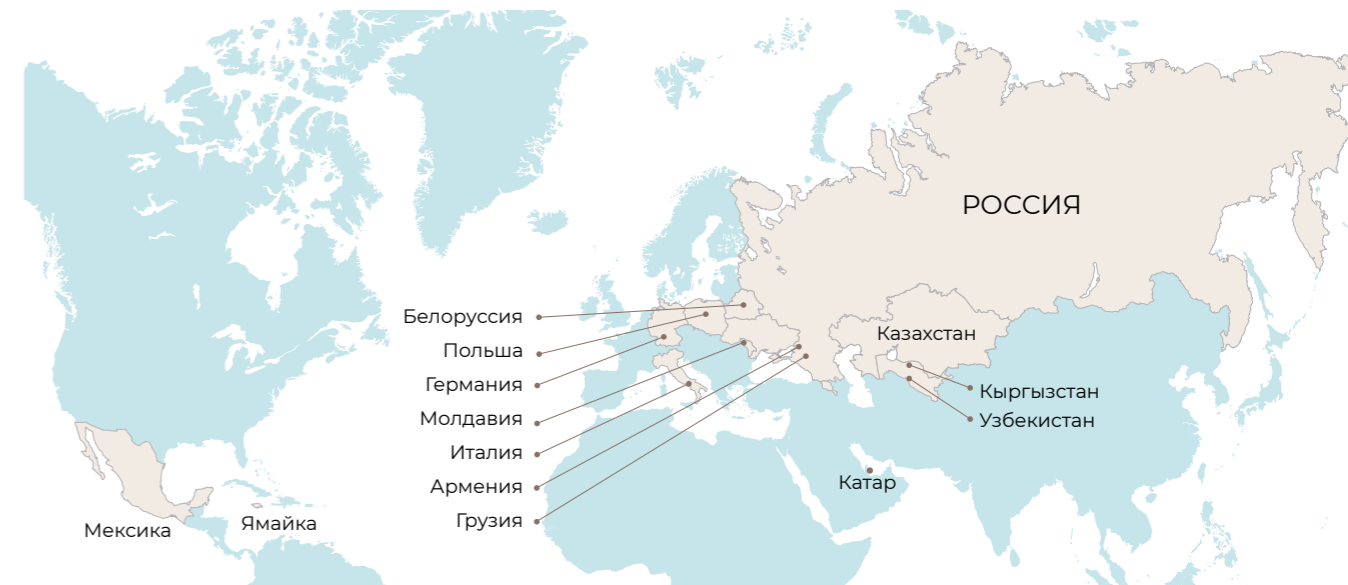 РОССИЯ
Белоруссия
Польша
Германия
Молдавия
Италия
Армения
Грузия
Казахстан
Кыргызстан
Узбекистан
Катар
Мексика
Ямайка